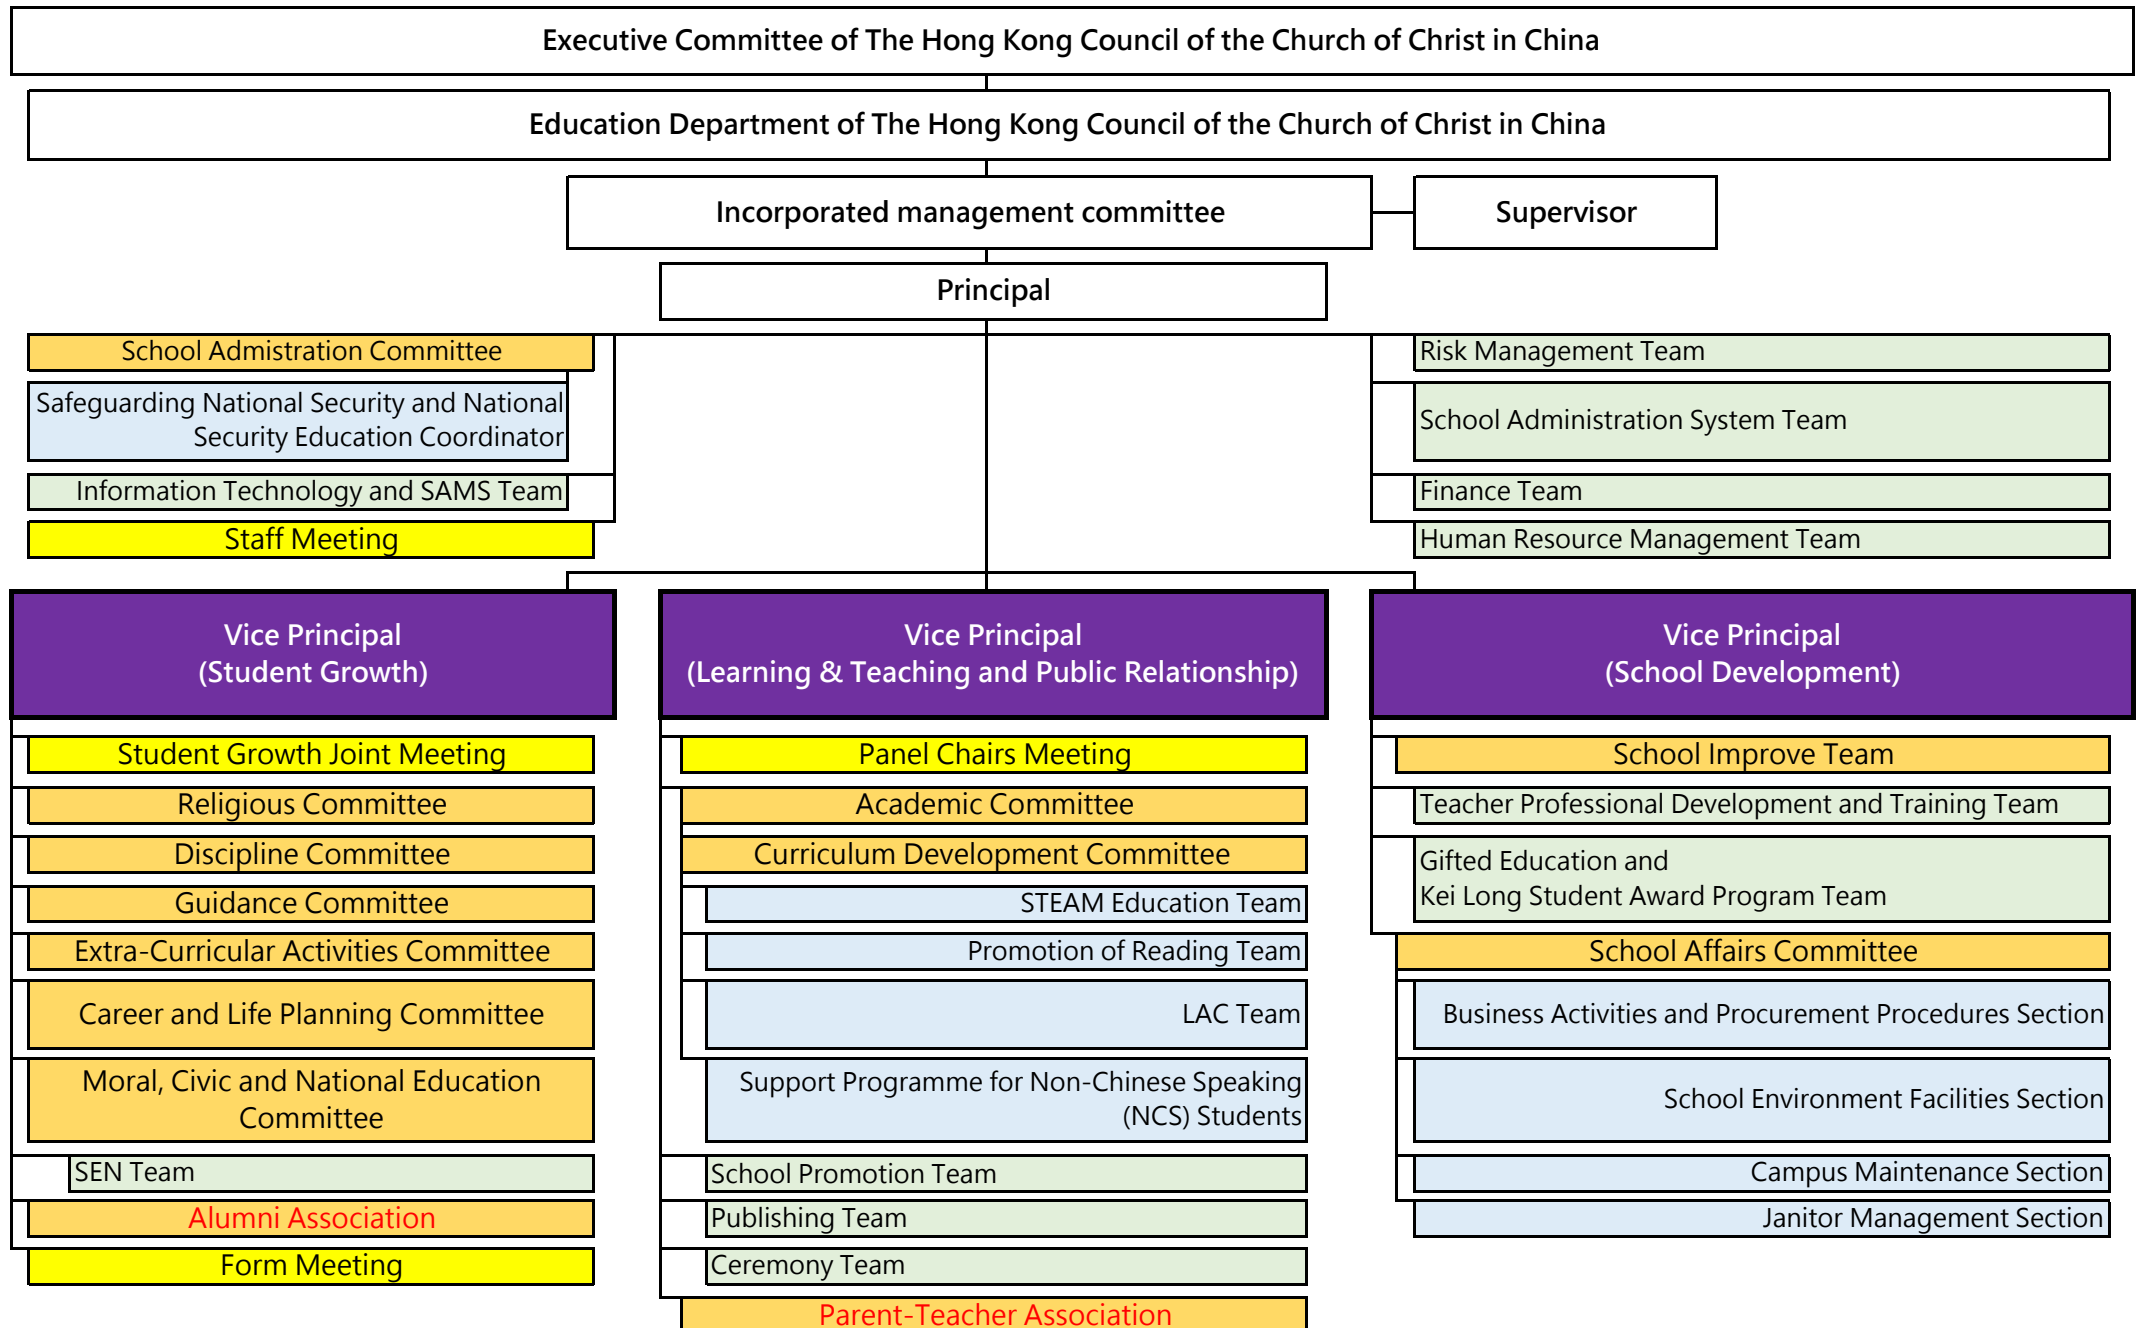 Executive Committee of The Hong Kong Council of the Church of Christ in China
Education Department of The Hong Kong Council of the Church of Christ in China
Incorporated management committee
Supervisor
Principal
School Admistration Committee
Safeguarding National Security and National
Security Education Coordinator
Information Technology and SAMS Team
Staff Meeting
Risk Management Team
School Administration System Team
Finance Team
Human Resource Management Team
Vice Principal
(Student Growth)
Student Growth Joint Meeting
Religious Committee
Discipline Committee
Guidance Committee
Extra-Curricular Activities Committee
Career and Life Planning Committee
Moral, Civic and National Education
Committee
SEN Team
Alumni Association
Form Meeting
Vice Principal
(Learning & Teaching and Public Relationship)
Panel Chairs Meeting
Academic Committee
Curriculum Development Committee
STEAM Education Team
Promotion of Reading Team
LAC Team
Support Programme for Non-Chinese Speaking
(NCS) Students
School Promotion Team
Publishing Team
Ceremony Team
Parent-Teacher Association
Vice Principal
(School Development)
School Improve Team
Teacher Professional Development and Training Team
Gifted Education and
Kei Long Student Award Program Team
School Affairs Committee
Business Activities and Procurement Procedures Section
School Environment Facilities Section
Campus Maintenance Section
Janitor Management Section